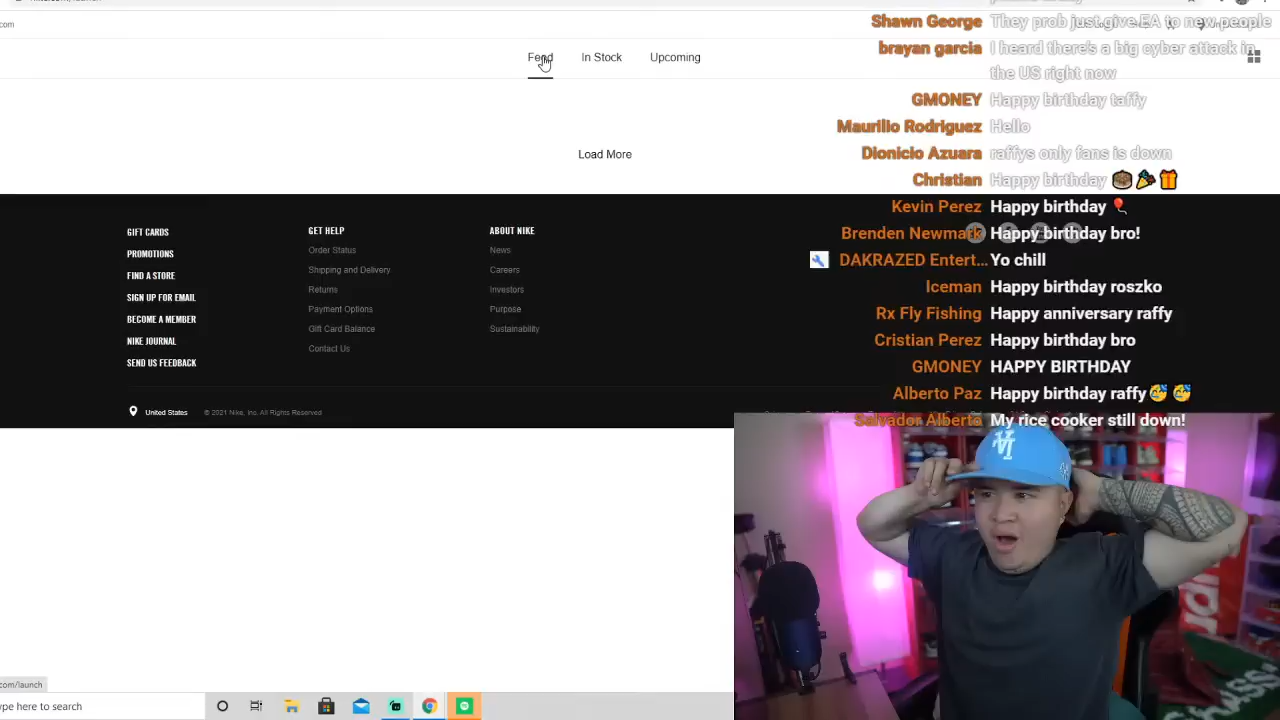 .com
Feed In Stock Upcoming
Load More
GIFT CARDS
PROMOTIONS
FIND A STORE
SIGN UP FOR EMAIL
BECOME A MEMBER
NIKE JOURNAL
SEND US FEEDBACK
GET HELP
Order Status
Shipping and Delivery
Returns
Payment Options
Gift Card Balance
Contact Us
ABOUT NIKE
News
Careers
Investors
Purpose
Sustainability
United States © 2021 Nike, Inc. All Rights Reserved
Shawn George They prob just give EA to new people
brayan garcia I heard there's a big cyber attack in
the US right now
GMONEY Happy birthday taffy
Maurilio Rodriguez Hello
Dionicio Azuara raffys only fans is down
Christian Happy birthday 🎂 🎉 🎁
Kevin Perez Happy birthday 🎈
Brenden Newmark Happy birthday bro!
DAKRAZED Entert... Yo chill
Iceman Happy birthday roszko
Rx Fly Fishing Happy anniversary raffy
Cristian Perez Happy birthday bro
GMONEY HAPPY BIRTHDAY
Alberto Paz Happy birthday raffy 🥳 🥳
Salvador Alberto My rice cooker still down!
LA
.com/launch
ype here to search